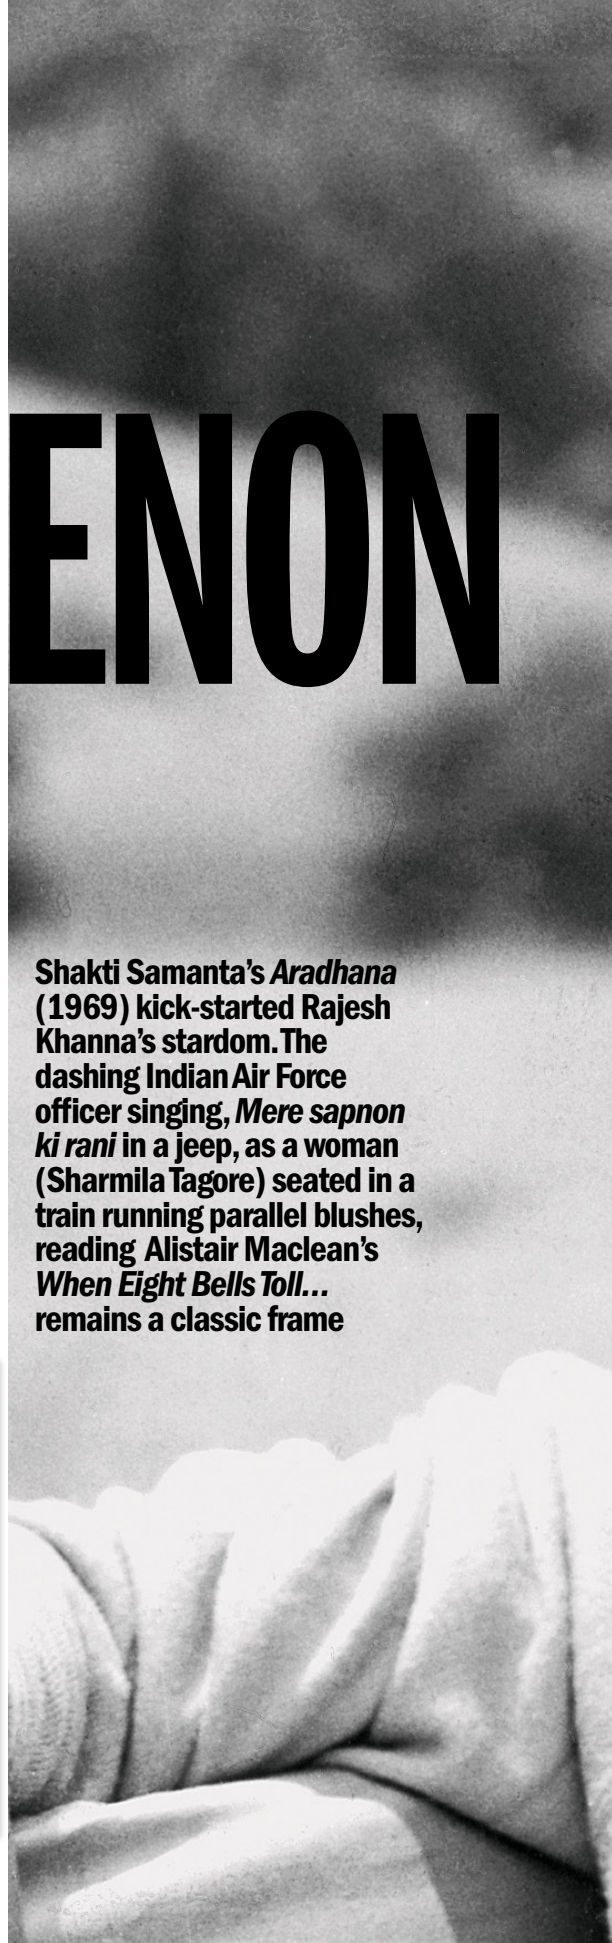 ENON
Shakti Samanta’s Aradhana
(1969) kick-started Rajesh
Khanna’s stardom. The
dashing Indian Air Force
officer singing, Mere sapnon
ki rani in a jeep, as a woman
(Sharmila Tagore) seated in a
train running parallel blushes,
reading Alistair Maclean’s
When Eight Bells Toll...
remains a classic frame